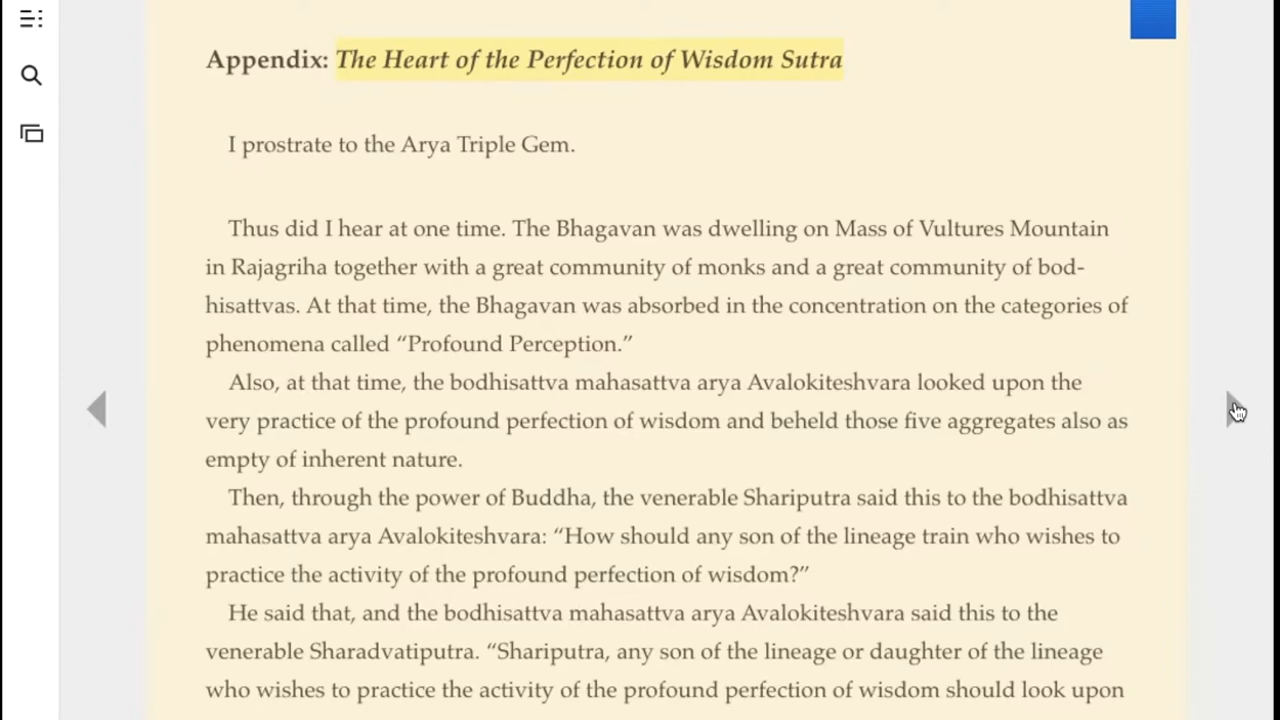 Appendix: The Heart of the Perfection of Wisdom Sutra
I prostrate to the Arya Triple Gem.
Thus did I hear at one time. The Bhagavan was dwelling on Mass of Vultures Mountain
in Rajagriha together with a great community of monks and a great community of bod-
hisattvas. At that time, the Bhagavan was absorbed in the concentration on the categories of
phenomena called “Profound Perception.”
Also, at that time, the bodhisattva mahasattva arya Avalokiteshvara looked upon the
very practice of the profound perfection of wisdom and beheld those five aggregates also as
empty of inherent nature.
Then, through the power of Buddha, the venerable Shariputra said this to the bodhisattva
mahasattva arya Avalokiteshvara: “How should any son of the lineage train who wishes to
practice the activity of the profound perfection of wisdom?”
He said that, and the bodhisattva mahasattva arya Avalokiteshvara said this to the
venerable Sharadvatiputra. “Shariputra, any son of the lineage or daughter of the lineage
who wishes to practice the activity of the profound perfection of wisdom should look upon